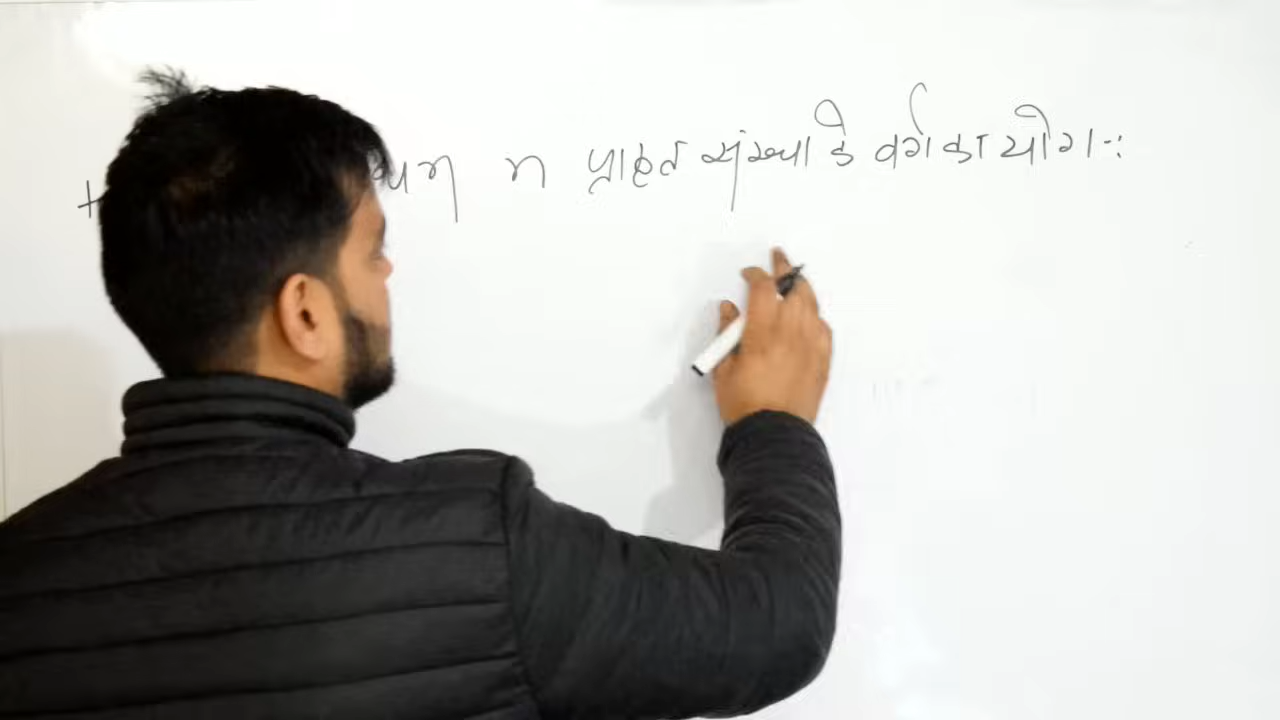 n प्राकृत संख्या के वर्ग का योग :-